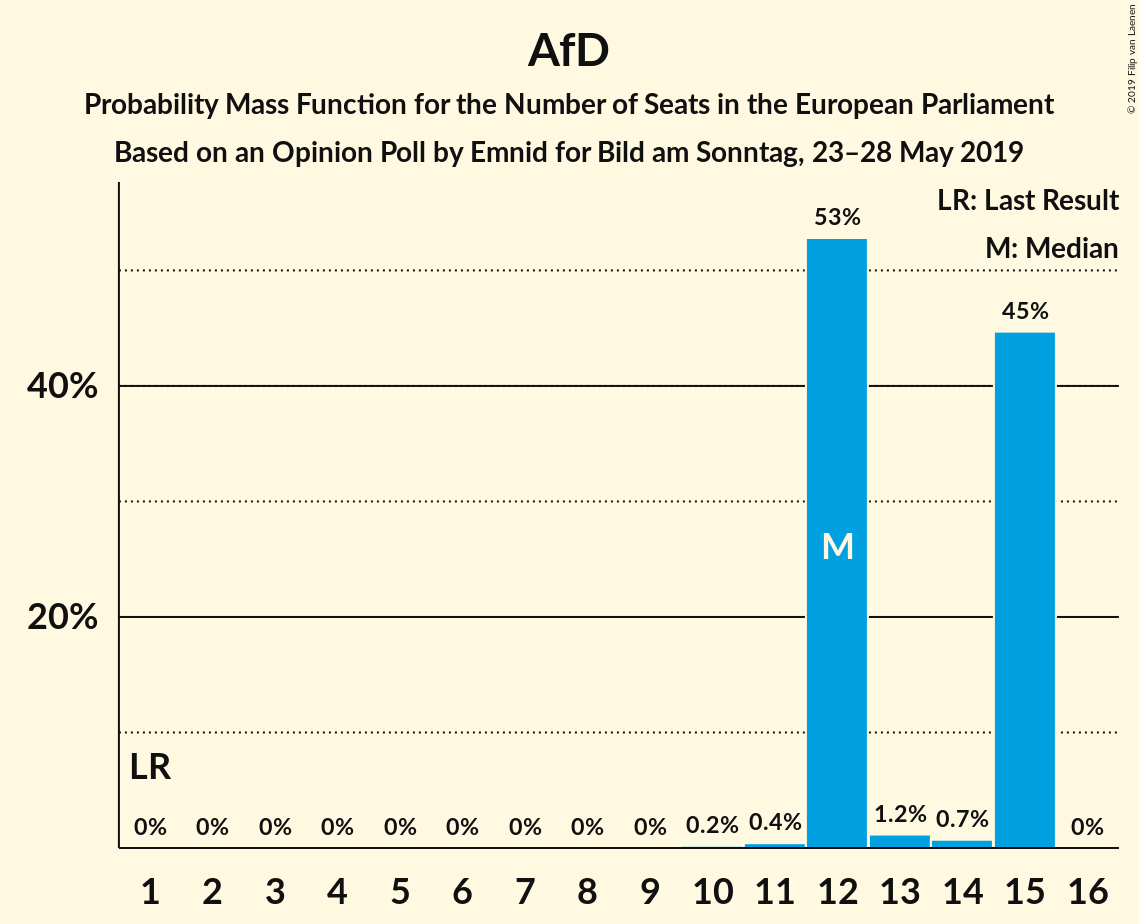 AfD
Probability Mass Function for the Number of Seats in the European Parliament
Based on an Opinion Poll by Emnid for Bild am Sonntag, 23–28 May 2019
© 2019 Filip van Laenen
LR: Last Result
M: Median
53%
45%
40%
M
20%
LR
0% 0% 0% 0% 0% 0% 0% 0% 0% 0.2% 0.4% 1.2% 0.7% 0%
1 2 3 4 5 6 7 8 9 10 11 12 13 14 15 16